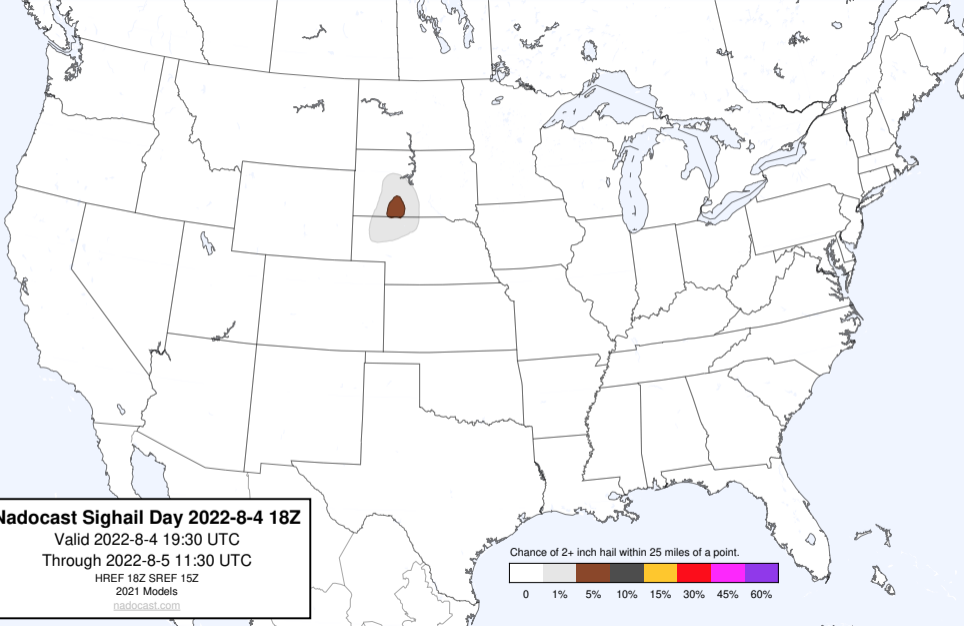 Nadocast Sighail Day 2022-8-4 18Z
Valid 2022-8-4 19:30 UTC
Through 2022-8-5 11:30 UTC
HREF 18Z SREF 15Z
2021 Models
nadocast.com
Chance of 2+ inch hail within 25 miles of a point.
0 1% 5% 10% 15% 30% 45% 60%